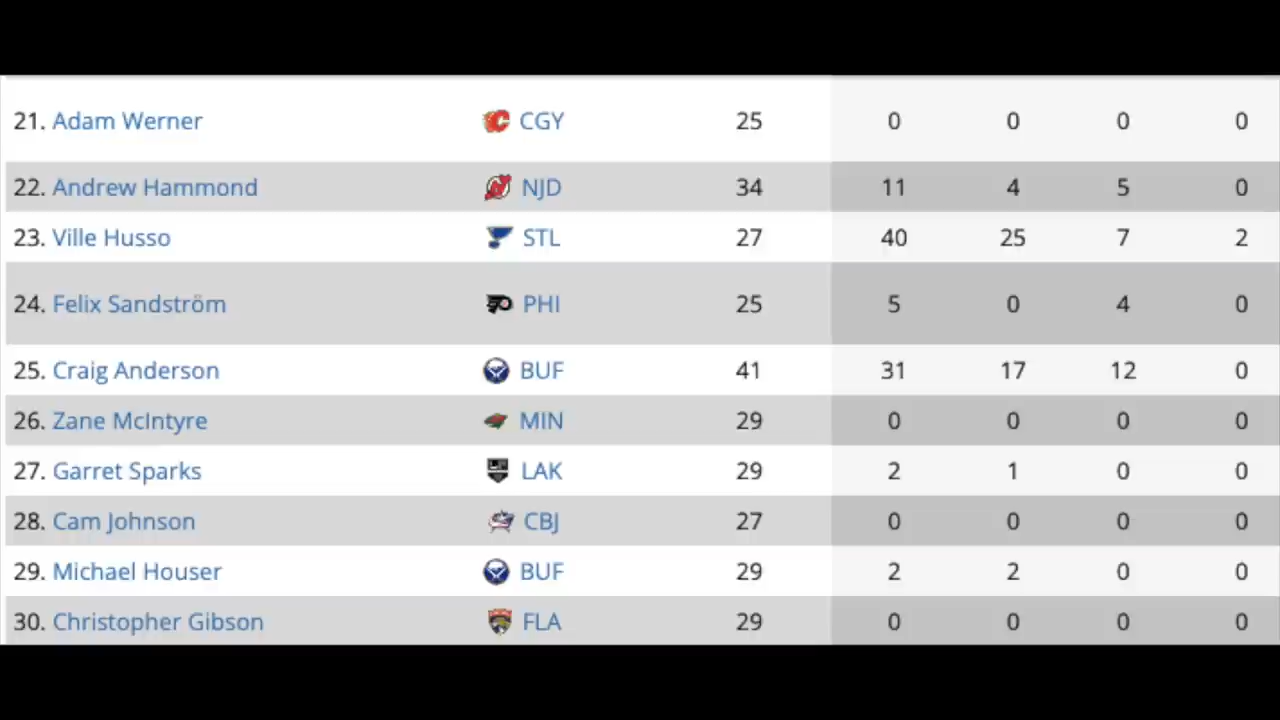 21. Adam Werner CGY 25 0 0 0 0
22. Andrew Hammond NJD 34 11 4 5 0
23. Ville Husso STL 27 40 25 7 2
24. Felix Sandström PHI 25 5 0 4 0
25. Craig Anderson BUF 41 31 17 12 0
26. Zane McIntyre MIN 29 0 0 0 0
27. Garret Sparks LAK 29 2 1 0 0
28. Cam Johnson CBJ 27 0 0 0 0
29. Michael Houser BUF 29 2 2 0 0
30. Christopher Gibson FLA 29 0 0 0 0